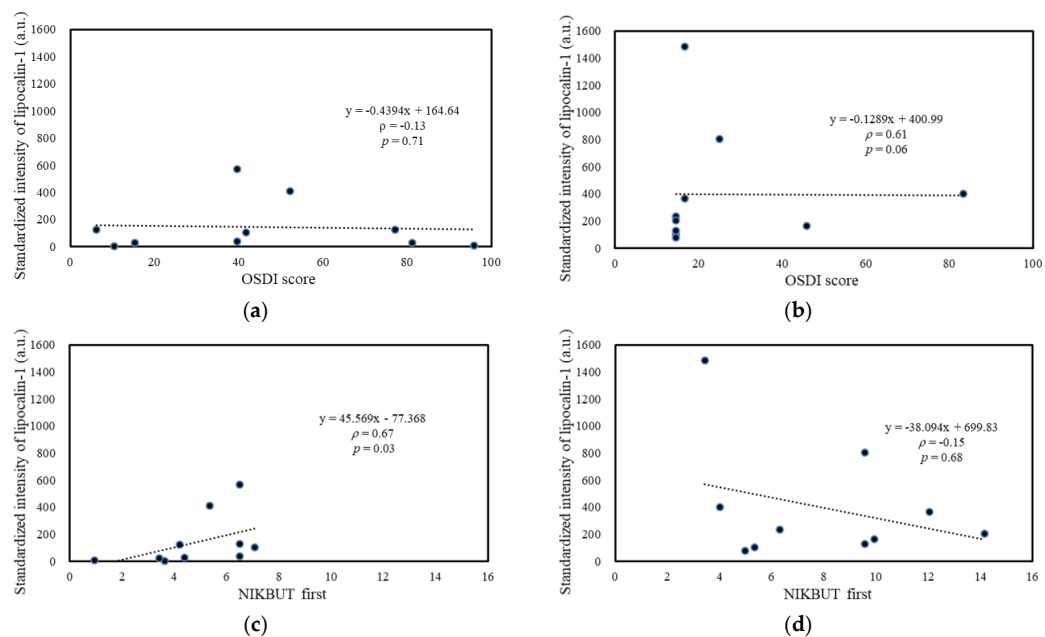 Standardized intensity of lipocalin-1 (a.u.)
1600
1400
1200
1000
800
600
400
200
0
y = -0.4394x + 164.64
ρ = -0.13
p = 0.71
0 20 40 60 80 100
OSDI score
(a)
Standardized intensity of lipocalin-1 (a.u.)
1600
1400
1200
1000
800
600
400
200
0
y = -0.1289x + 400.99
ρ = 0.61
p = 0.06
0 20 40 60 80 100
OSDI score
(b)
Standardized intensity of lipocalin-1 (a.u.)
1600
1400
1200
1000
800
600
400
200
0
y = 45.569x - 77.368
ρ = 0.67
p = 0.03
0 2 4 6 8 10 12 14 16
NIKBUT first
(c)
Standardized intensity of lipocalin-1 (a.u.)
1600
1400
1200
1000
800
600
400
200
0
y = -38.094x + 699.83
ρ = -0.15
p = 0.68
0 2 4 6 8 10 12 14 16
NIKBUT first
(d)